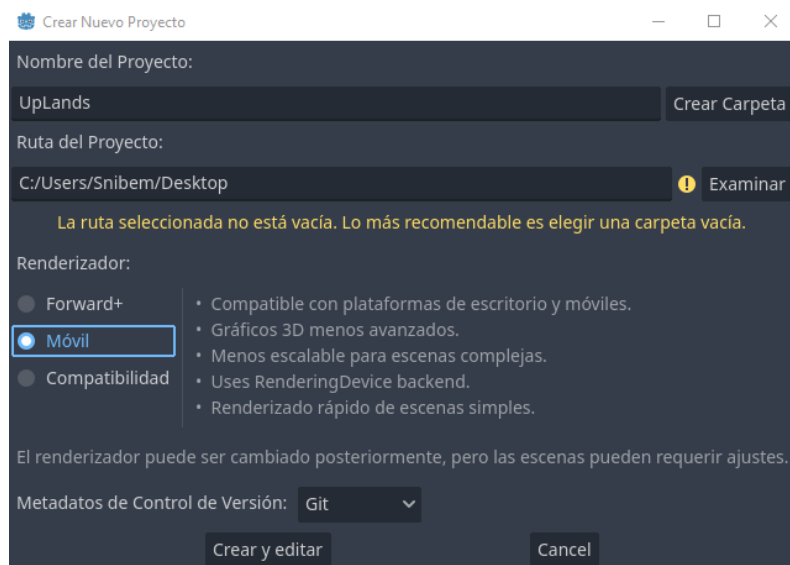 Crear Nuevo Proyecto
Nombre del Proyecto:
UpLands
Crear Carpeta
Ruta del Proyecto:
C:/Users/Snibem/Desktop
Examinar
La ruta seleccionada no está vacía. Lo más recomendable es elegir una carpeta vacía.
Renderizador:
Forward+
Móvil
Compatibilidad
• Compatible con plataformas de escritorio y móviles.
• Gráficos 3D menos avanzados.
• Menos escalable para escenas complejas.
• Uses RenderingDevice backend.
• Renderizado rápido de escenas simples.
El renderizador puede ser cambiado posteriormente, pero las escenas pueden requerir ajustes.
Metadatos de Control de Versión:
Git
Crear y editar
Cancel